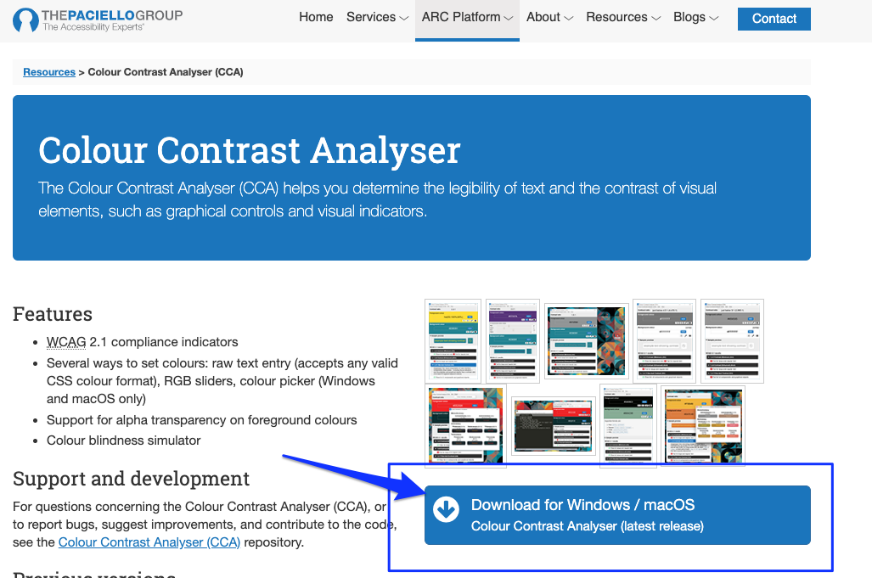 THEPACIELLOGROUP
The Accessibility Experts'
Home Services ARC Platform About Resources Blogs Contact
Resources > Colour Contrast Analyser (CCA)
Colour Contrast Analyser
The Colour Contrast Analyser (CCA) helps you determine the legibility of text and the contrast of visual
elements, such as graphical controls and visual indicators.
Features
WCAG 2.1 compliance indicators
Several ways to set colours: raw text entry (accepts any valid
CSS colour format), RGB sliders, colour picker (Windows
and macOS only)
Support for alpha transparency on foreground colours
Colour blindness simulator
Support and development
For questions concerning the Colour Contrast Analyser (CCA), or
to report bugs, suggest improvements, and contribute to the code,
see the Colour Contrast Analyser (CCA) repository.
Download for Windows / macOS
Colour Contrast Analyser (latest release)
Previous versions